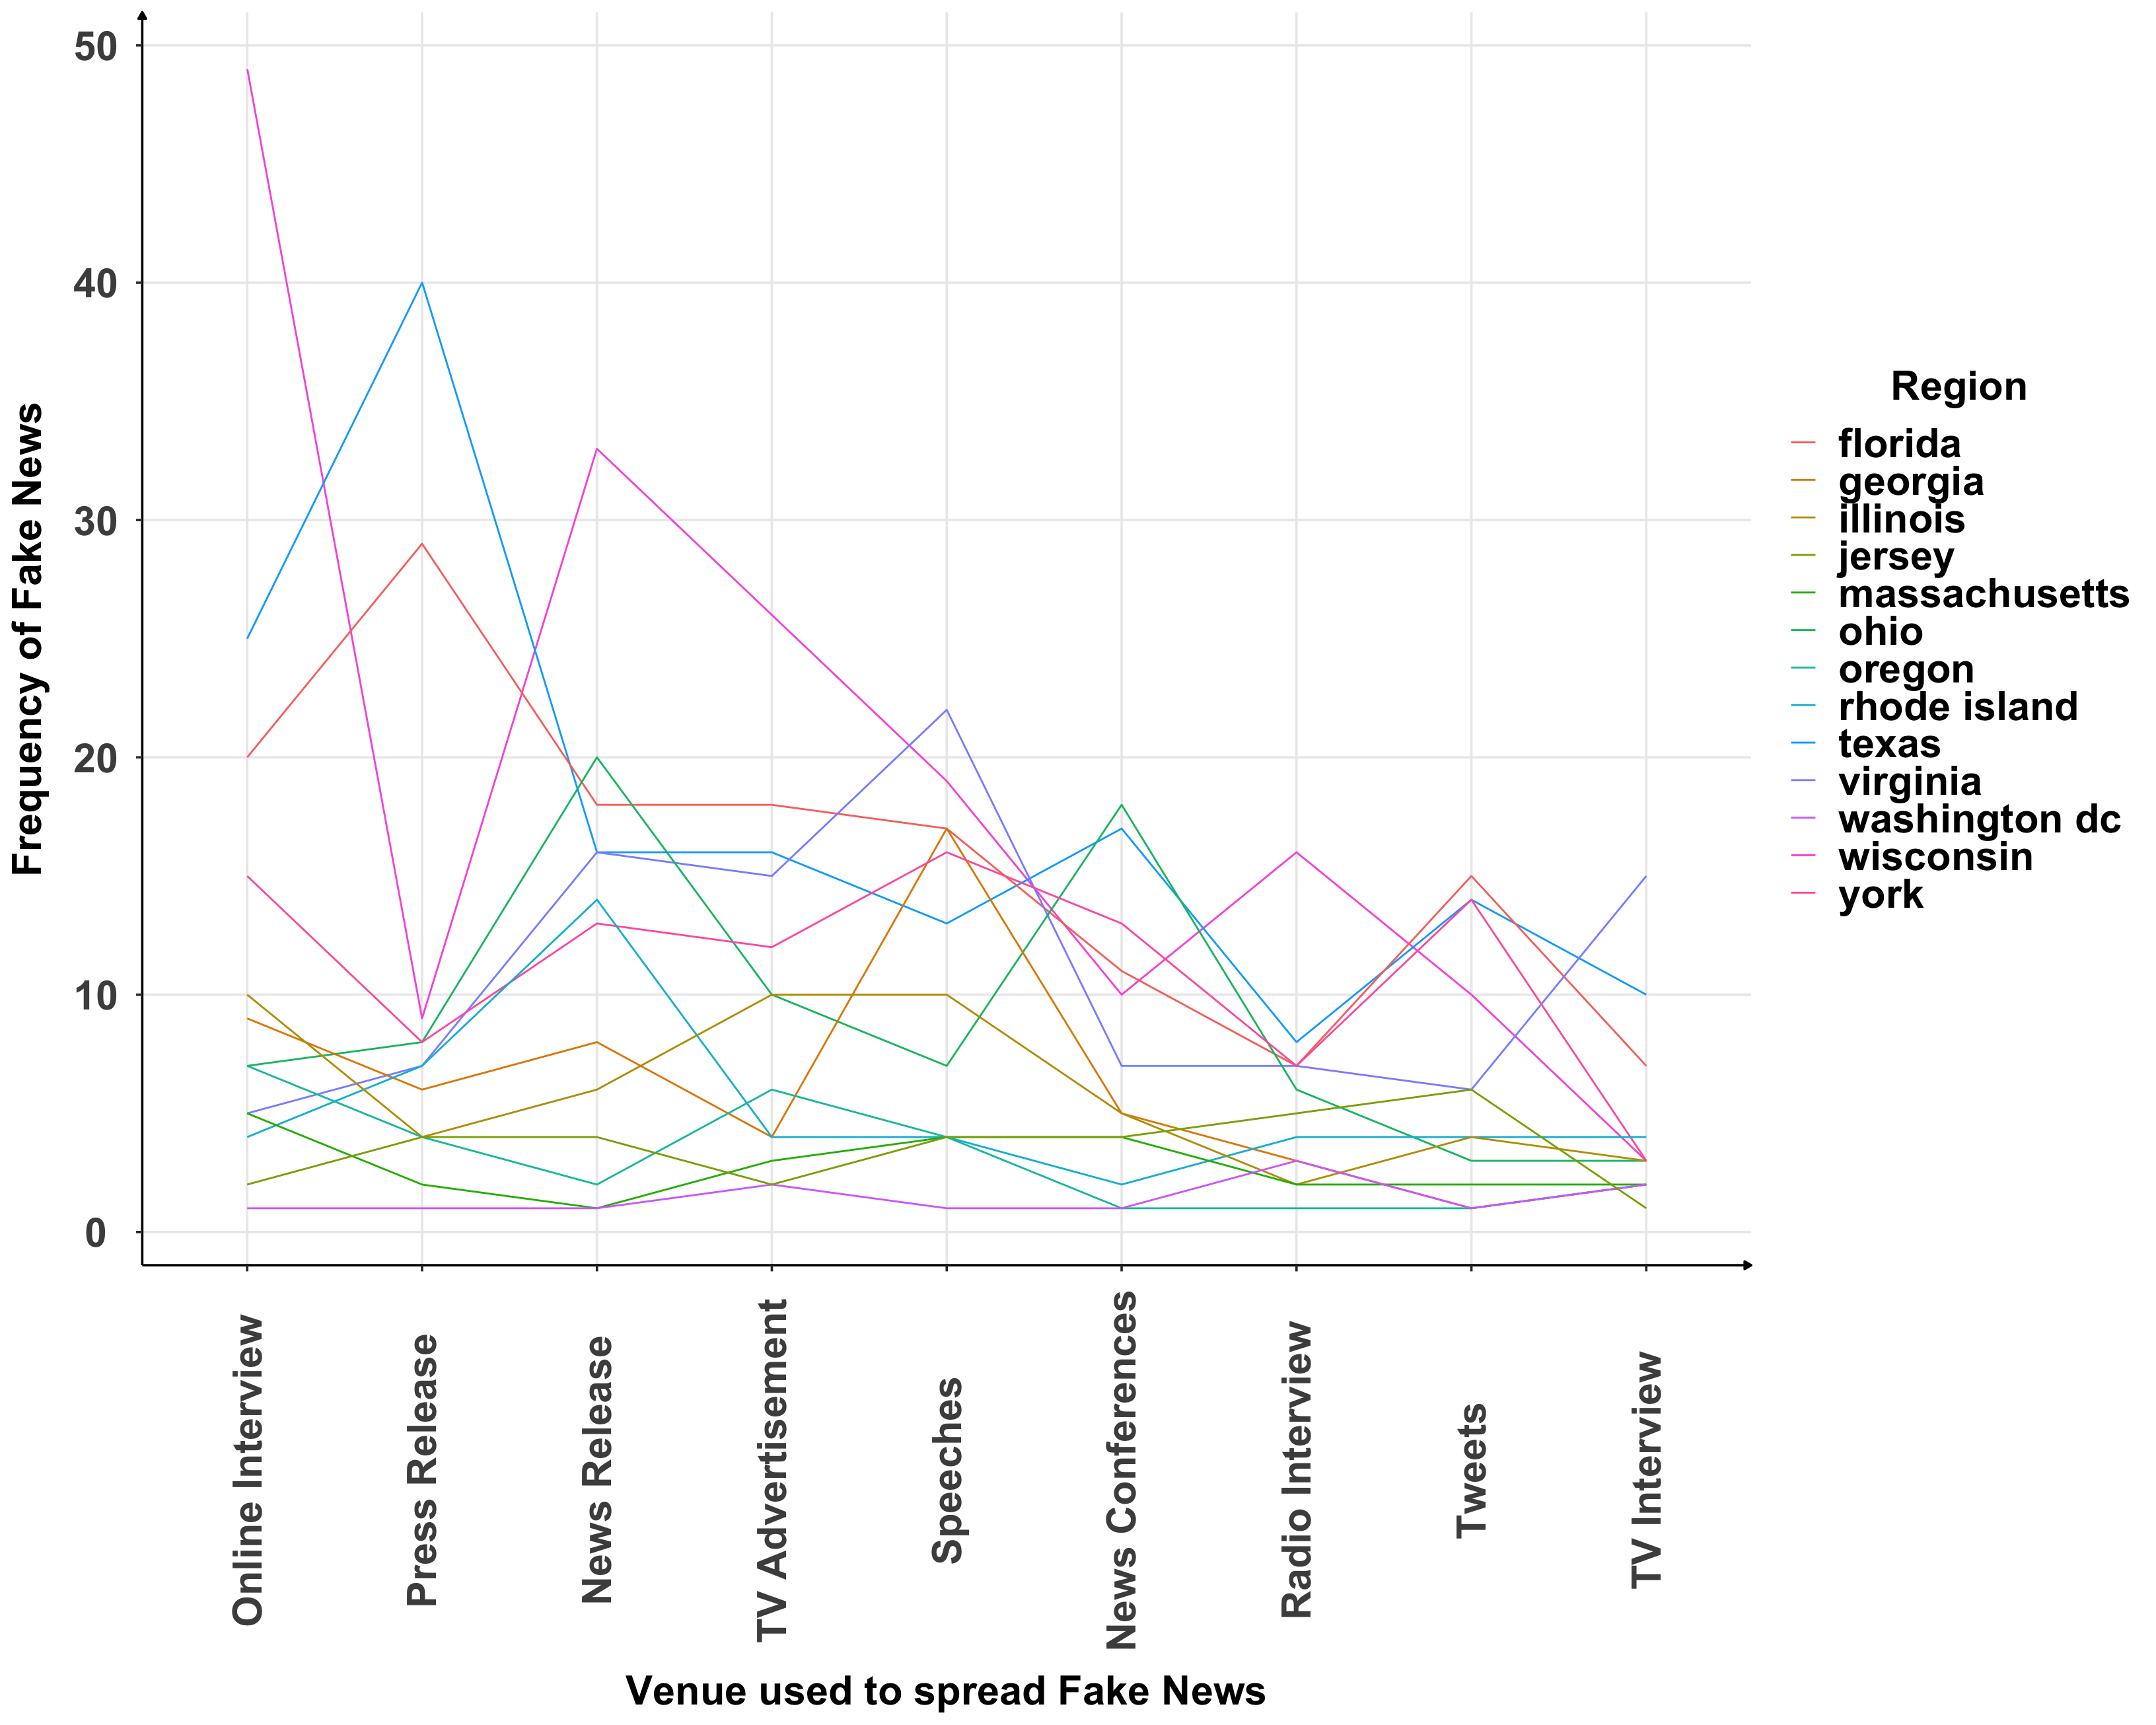 50
40
30
20
10
0
Frequency of Fake News
Online Interview
Press Release
News Release
TV Advertisement
Speeches
News Conferences
Radio Interview
Tweets
TV Interview
Venue used to spread Fake News
Region
florida
georgia
illinois
jersey
massachusetts
ohio
oregon
rhode island
texas
virginia
washington dc
wisconsin
york